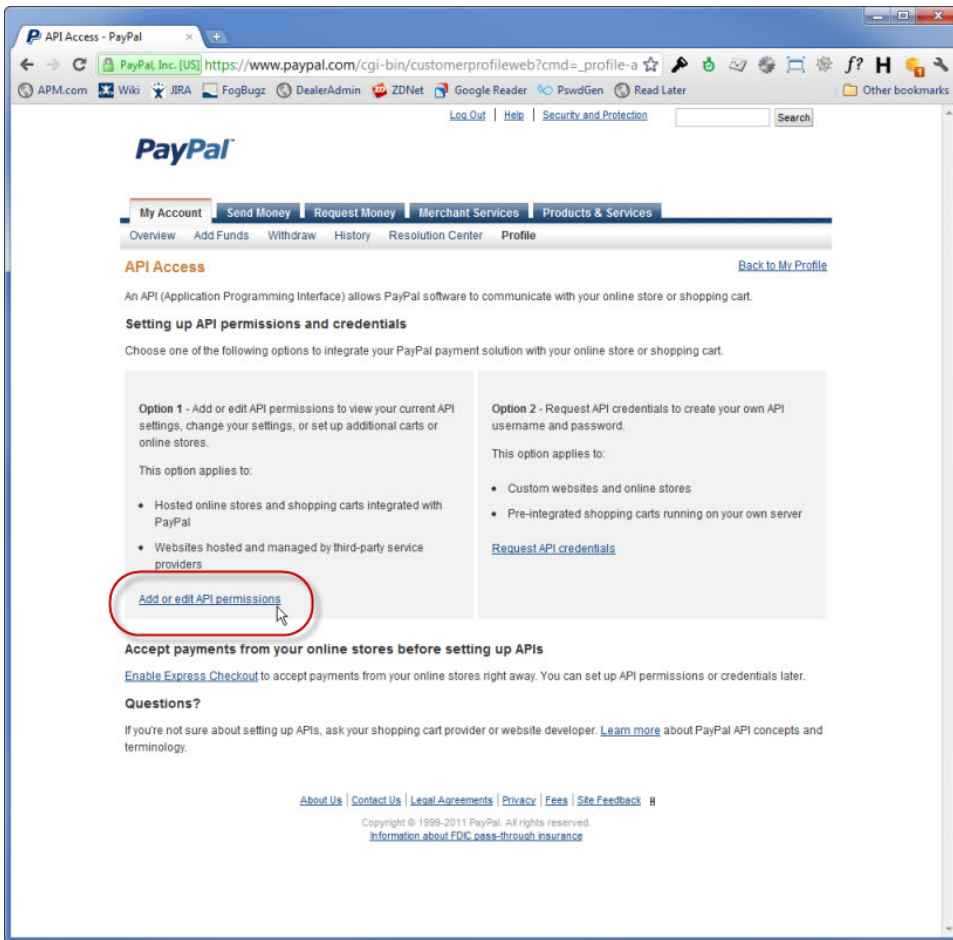 API Access - PayPal
PayPal, Inc. [US] https://www.paypal.com/cgi-bin/customerprofileweb?cmd=_profile-a f? H
APM.com Wiki JIRA FogBugz DealerAdmin ZDNet Google Reader PswdGen Read Later Other bookmarks
Log Out | Help | Security and Protection Search
PayPal
My Account Send Money Request Money Merchant Services Products & Services
Overview Add Funds Withdraw History Resolution Center Profile
API Access Back to My Profile
An API (Application Programming Interface) allows PayPal software to communicate with your online store or shopping cart.
Setting up API permissions and credentials
Choose one of the following options to integrate your PayPal payment solution with your online store or shopping cart.
Option 1 - Add or edit API permissions to view your current API
settings, change your settings, or set up additional carts or
online stores.
This option applies to:
• Hosted online stores and shopping carts integrated with
PayPal
• Websites hosted and managed by third-party service
providers
Add or edit API permissions
Option 2 - Request API credentials to create your own API
username and password.
This option applies to:
• Custom websites and online stores
• Pre-integrated shopping carts running on your own server
Request API credentials
Accept payments from your online stores before setting up APIs
Enable Express Checkout to accept payments from your online stores right away. You can set up API permissions or credentials later.
Questions?
If you're not sure about setting up APIs, ask your shopping cart provider or website developer. Learn more about PayPal API concepts and
terminology.
About Us | Contact Us | Legal Agreements | Privacy | Fees | Site Feedback
Copyright © 1999-2011 PayPal. All rights reserved.
Information about FDIC pass-through insurance